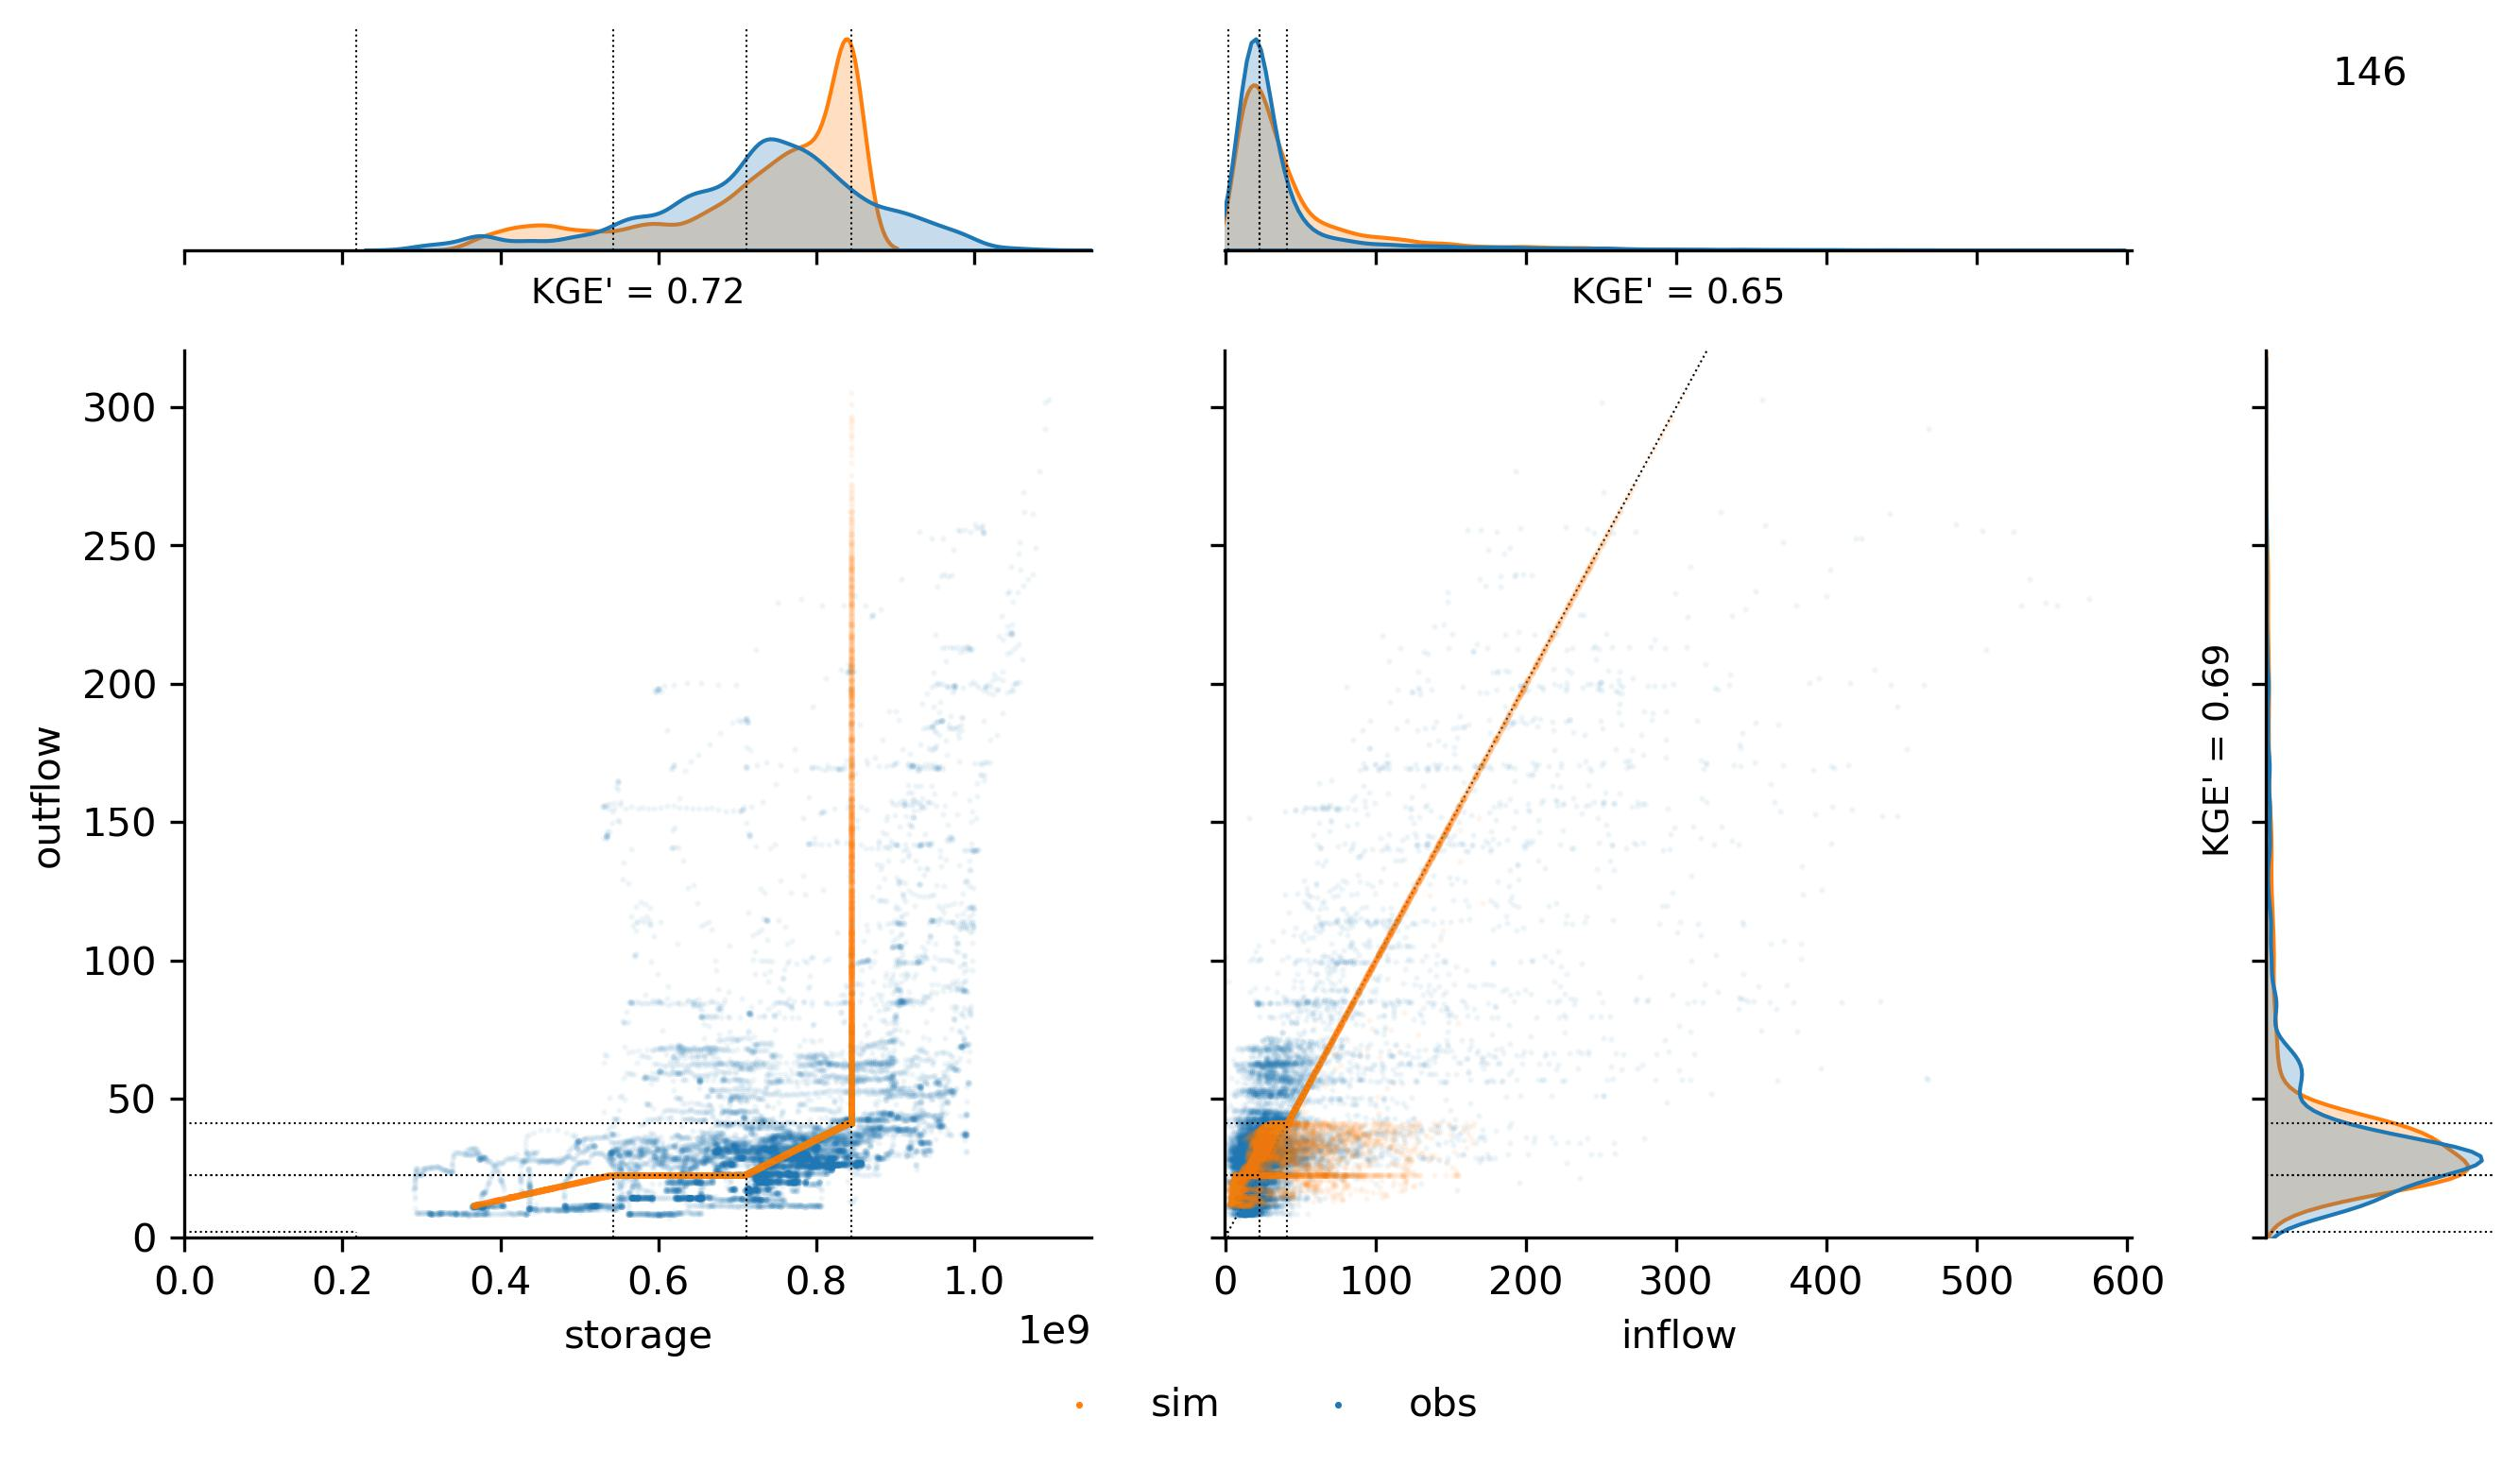 146
KGE' = 0.72
KGE' = 0.65
300
250
200
150
100
50
0
outflow
KGE' = 0.69
0.0 0.2 0.4 0.6 0.8 1.0
0 100 200 300 400 500 600
1e9
storage
inflow
sim obs